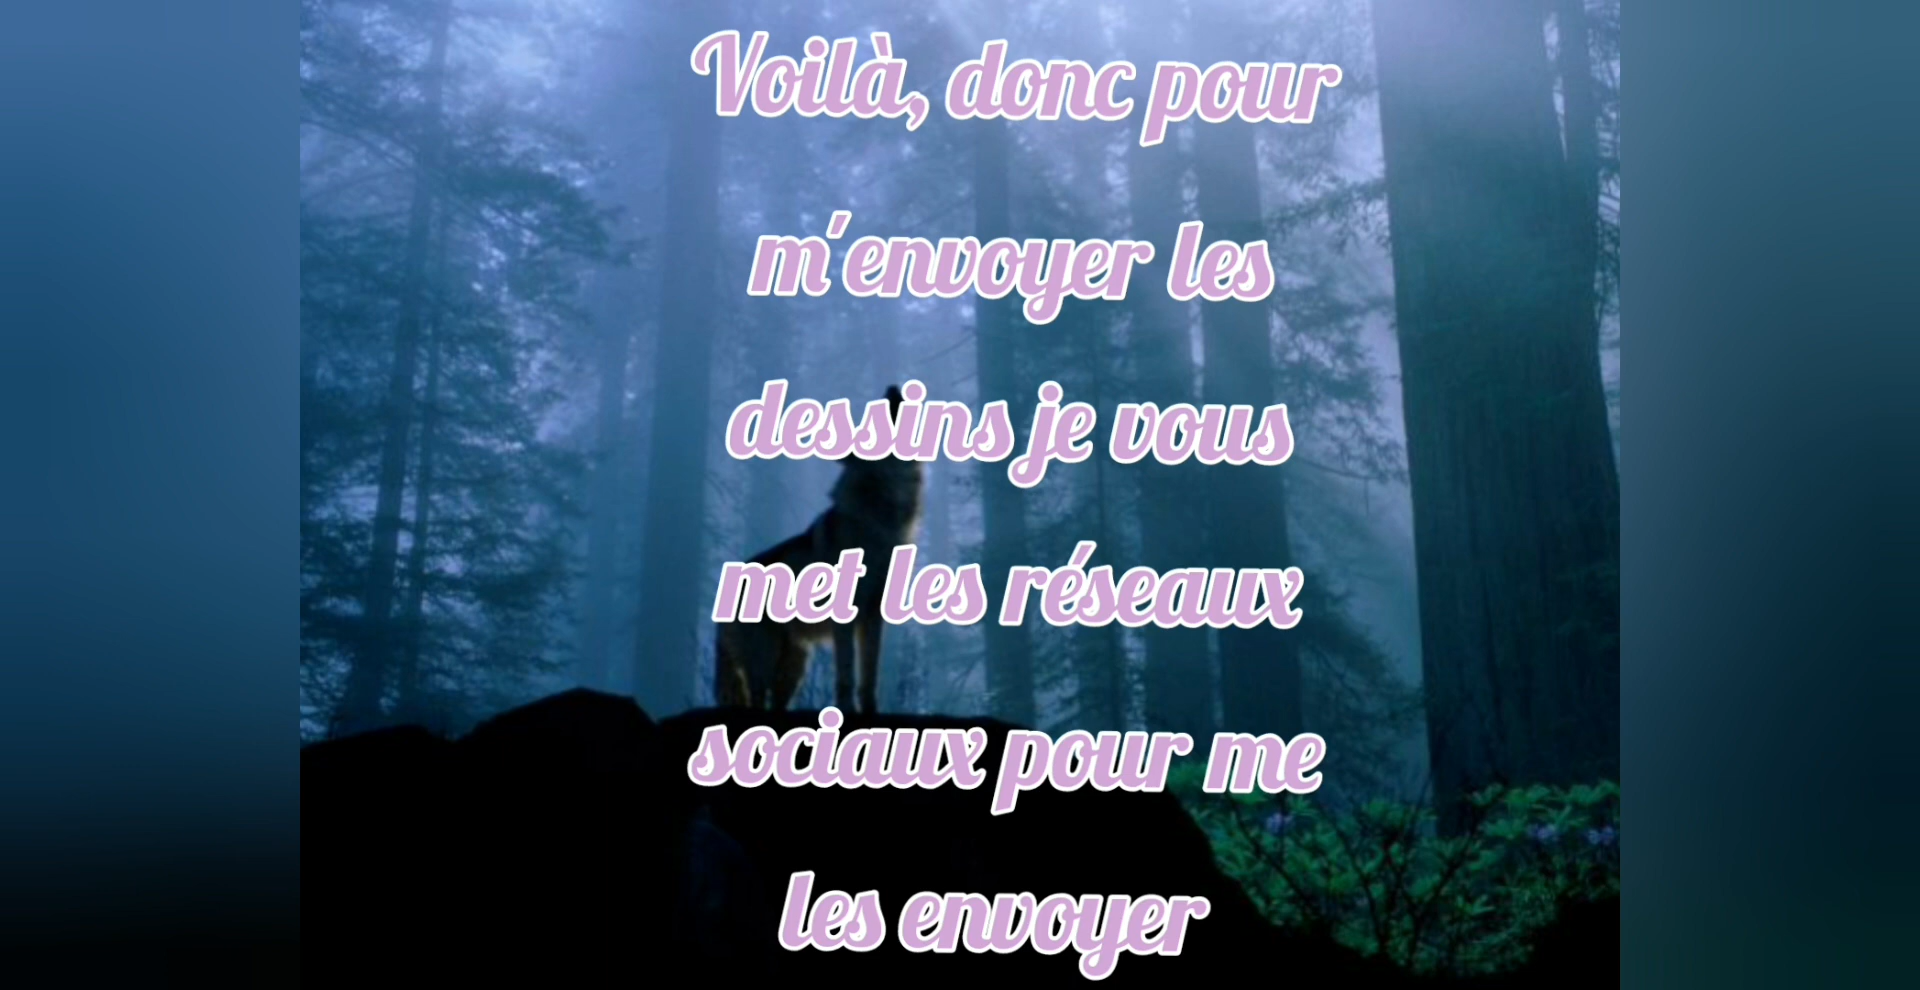 Voilà, donc pour
m'envoyer les
dessins je vous
met les réseaux
sociaux pour me
les envoyer